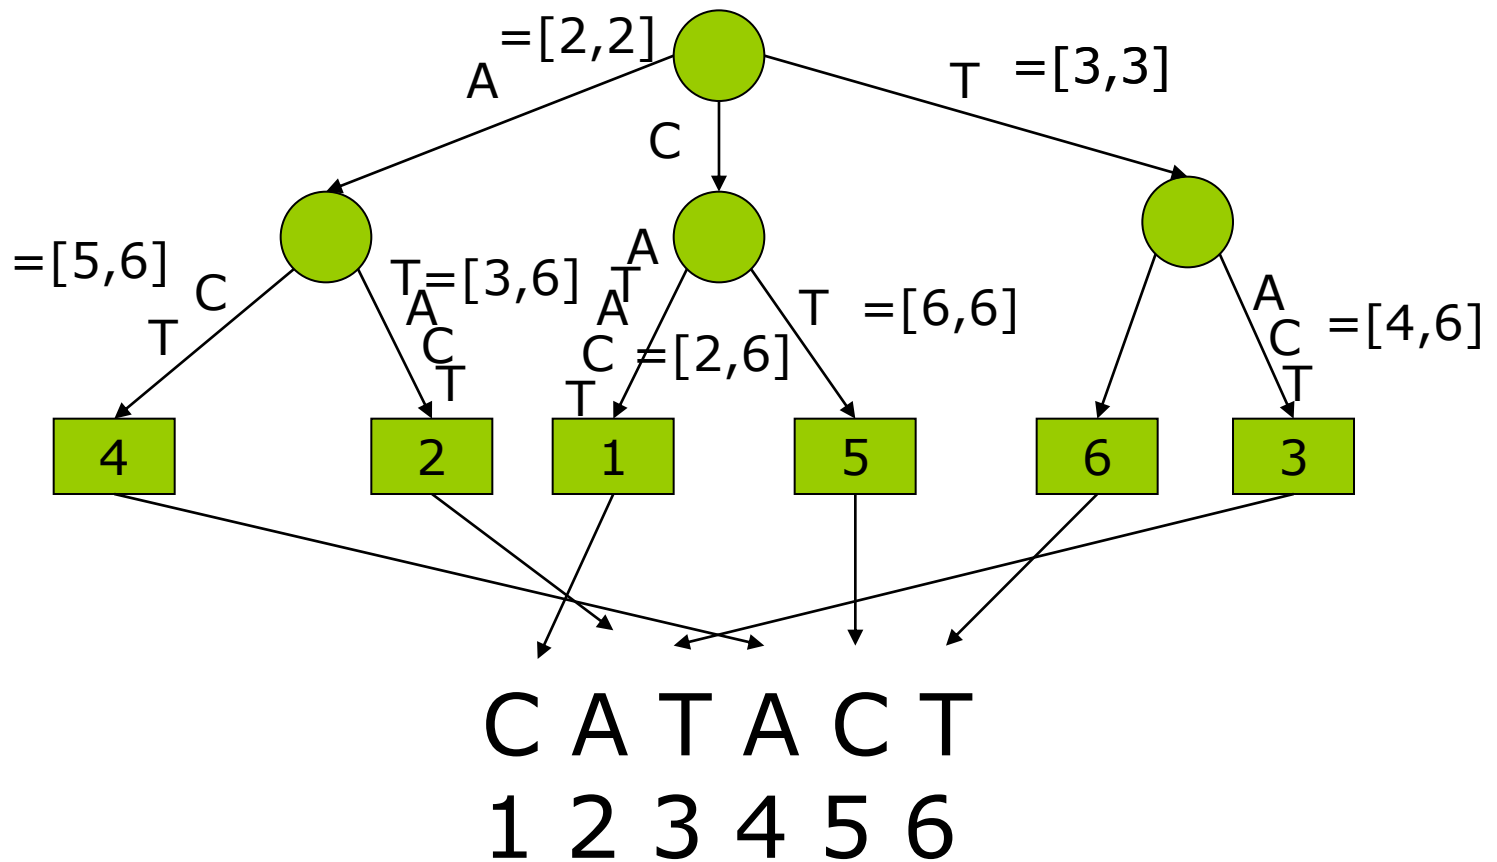 =[2,2]
A
T =[3,3]
C
=[5,6]
C
T
T=[3,6]
A
C
T
A
T
A
C =[2,6]
T
T =[6,6]
A
C =[4,6]
T
4 2 1 5 6 3
C A T A C T
1 2 3 4 5 6